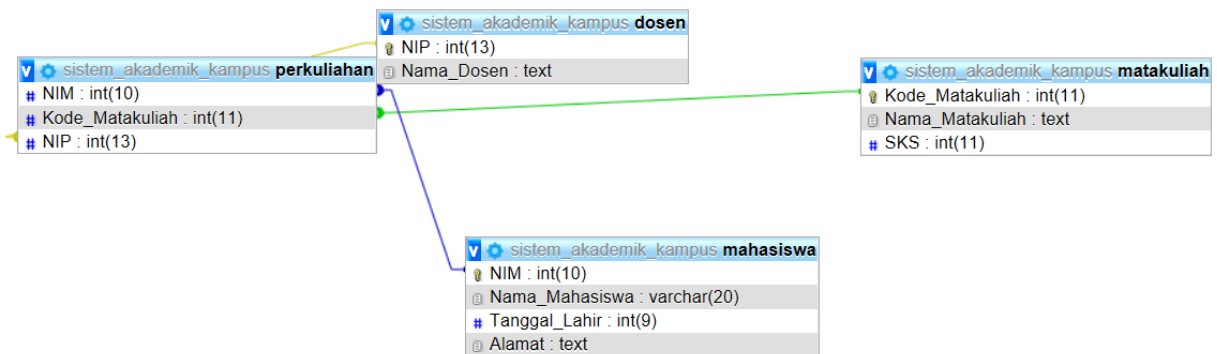 sistem_akademik_kampus dosen
NIP : int(13)
Nama_Dosen : text
sistem_akademik_kampus perkuliahan
NIM : int(10)
Kode_Matakuliah : int(11)
NIP : int(13)
sistem_akademik_kampus matakuliah
Kode_Matakuliah : int(11)
Nama_Matakuliah : text
SKS : int(11)
sistem_akademik_kampus mahasiswa
NIM : int(10)
Nama_Mahasiswa : varchar(20)
Tanggal_Lahir : int(9)
Alamat : text